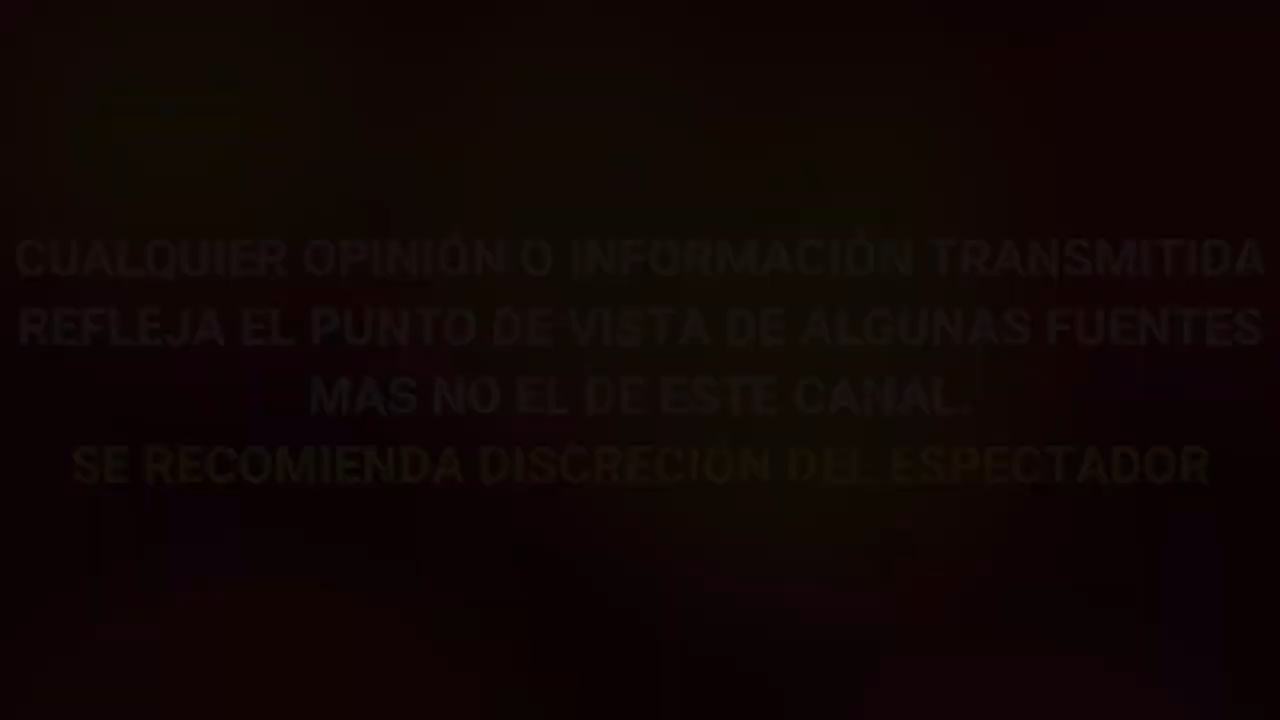 CUALQUIER OPINIÓN O INFORMACIÓN TRANSMITIDA
REFLEJA EL PUNTO DE VISTA DE ALGUNAS FUENTES
MAS NO EL DE ESTE CANAL.
SE RECOMIENDA DISCRECIÓN DEL ESPECTADOR